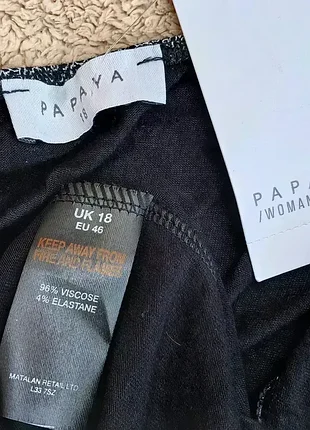 PAPAYA
18
UK 18
EU 46
KEEP AWAY FROM
FIRE AND FLAMES
96% VISCOSE
4% ELASTANE
MATALAN RETAIL LTD
L33 7SZ
PAPA
/WOMAN